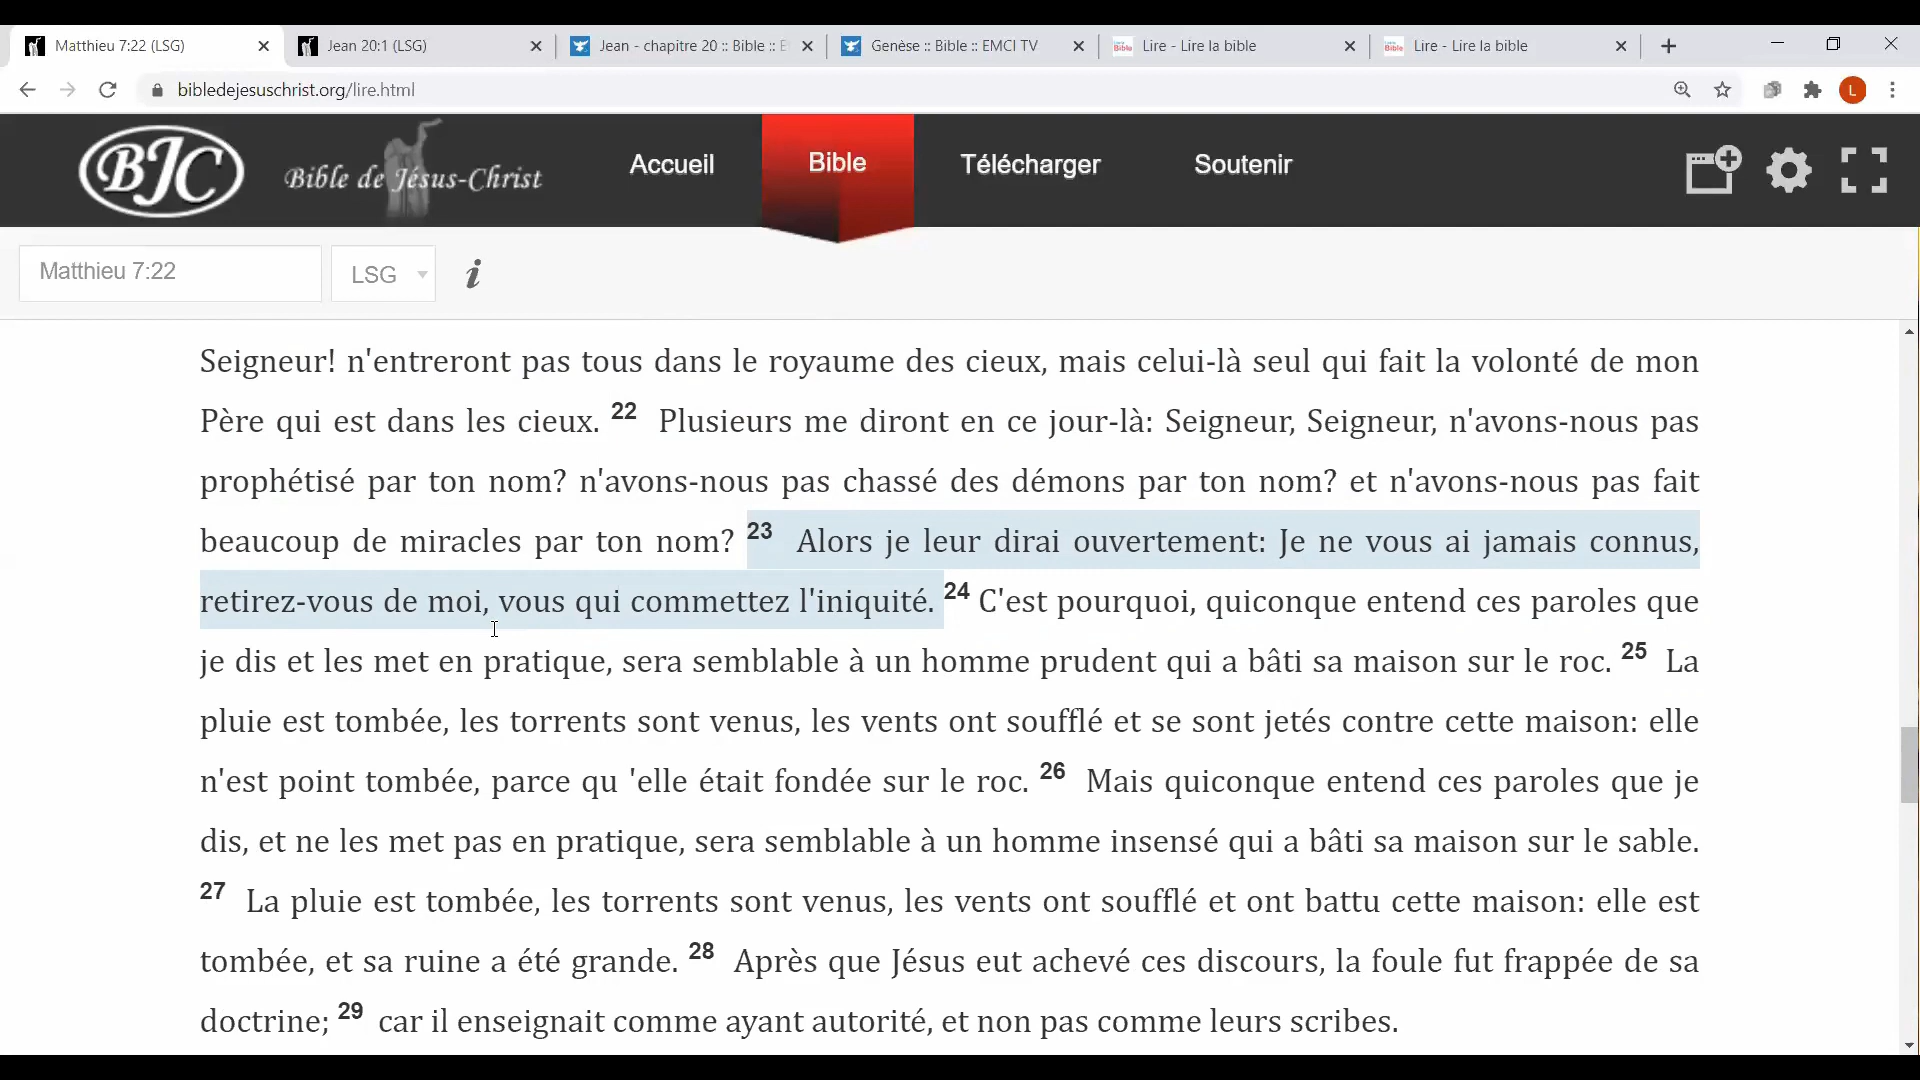 Matthieu 7:22 (LSG)
Jean 20:1 (LSG)
Jean - chapitre 20 :: Bible :: E
Genèse :: Bible :: EMCI TV
Lire - Lire la bible
Lire - Lire la bible
bibledejesuschrist.org/lire.html
L
BJC
Bible de Jésus-Christ
Accueil
Bible
Télécharger
Soutenir
Matthieu 7:22
LSG
i
Seigneur! n'entreront pas tous dans le royaume des cieux, mais celui-là seul qui fait la volonté de mon
Père qui est dans les cieux. 22 Plusieurs me diront en ce jour-là: Seigneur, Seigneur, n'avons-nous pas
prophétisé par ton nom? n'avons-nous pas chassé des démons par ton nom? et n'avons-nous pas fait
beaucoup de miracles par ton nom? 23 Alors je leur dirai ouvertement: Je ne vous ai jamais connus,
retirez-vous de moi, vous qui commettez l'iniquité. 24 C'est pourquoi, quiconque entend ces paroles que
je dis et les met en pratique, sera semblable à un homme prudent qui a bâti sa maison sur le roc. 25 La
pluie est tombée, les torrents sont venus, les vents ont soufflé et se sont jetés contre cette maison: elle
n'est point tombée, parce qu 'elle était fondée sur le roc. 26 Mais quiconque entend ces paroles que je
dis, et ne les met pas en pratique, sera semblable à un homme insensé qui a bâti sa maison sur le sable.
27 La pluie est tombée, les torrents sont venus, les vents ont soufflé et ont battu cette maison: elle est
tombée, et sa ruine a été grande. 28 Après que Jésus eut achevé ces discours, la foule fut frappée de sa
doctrine; 29 car il enseignait comme ayant autorité, et non pas comme leurs scribes.